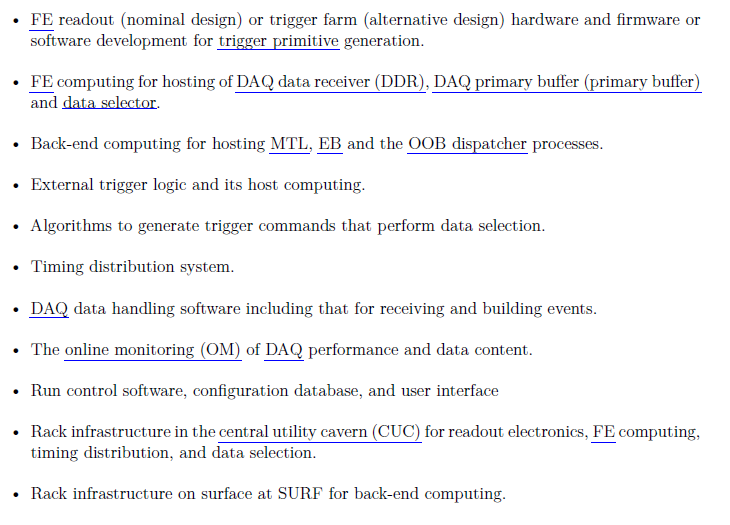 • FE readout (nominal design) or trigger farm (alternative design) hardware and firmware or
software development for trigger primitive generation.
• FE computing for hosting of DAQ data receiver (DDR), DAQ primary buffer (primary buffer)
and data selector.
• Back-end computing for hosting MTL, EB and the OOB dispatcher processes.
• External trigger logic and its host computing.
• Algorithms to generate trigger commands that perform data selection.
• Timing distribution system.
• DAQ data handling software including that for receiving and building events.
• The online monitoring (OM) of DAQ performance and data content.
• Run control software, configuration database, and user interface
• Rack infrastructure in the central utility cavern (CUC) for readout electronics, FE computing,
timing distribution, and data selection.
• Rack infrastructure on surface at SURF for back-end computing.